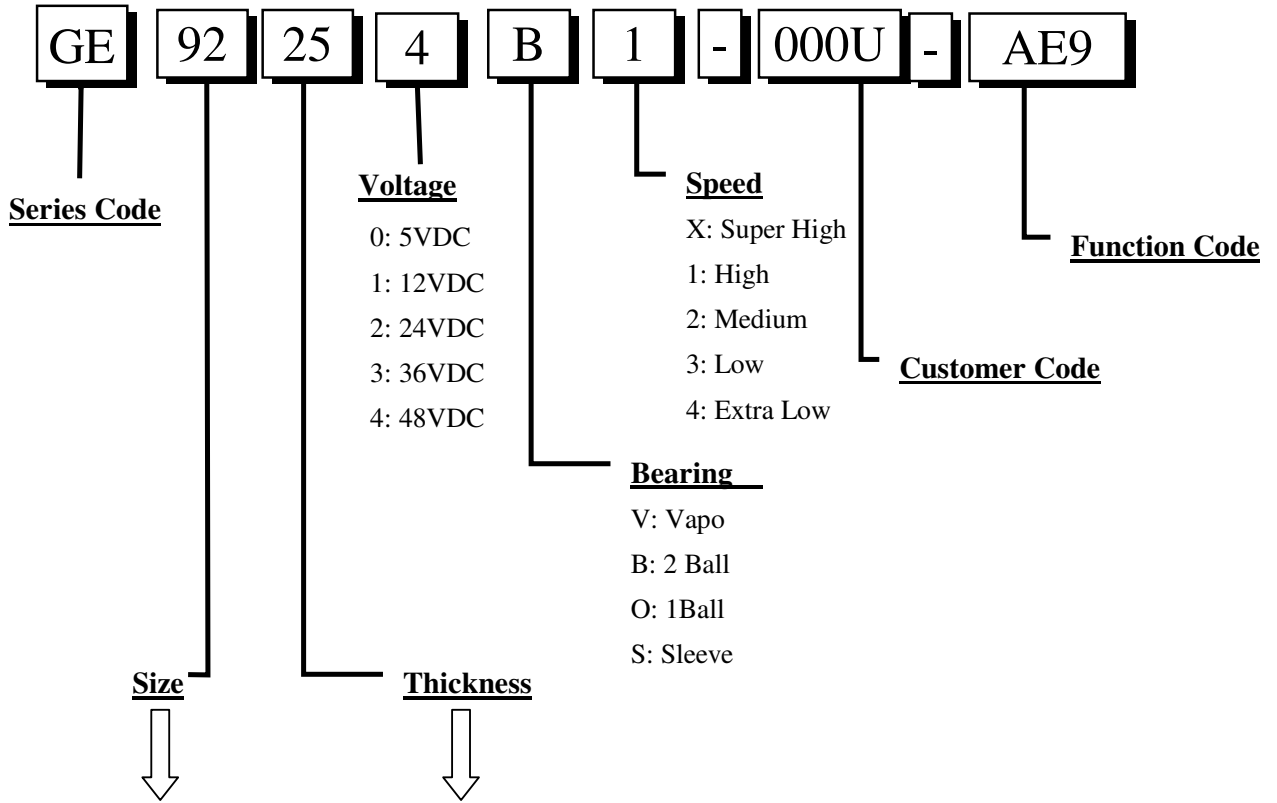 GE 92 25 4 B 1 - 000U - AE9
Series Code
Voltage
0: 5VDC
1: 12VDC
2: 24VDC
3: 36VDC
4: 48VDC
Speed
X: Super High
1: High
2: Medium
3: Low
4: Extra Low
Function Code
Customer Code
Bearing
V: Vapo
B: 2 Ball
O: 1Ball
S: Sleeve
Size
Thickness